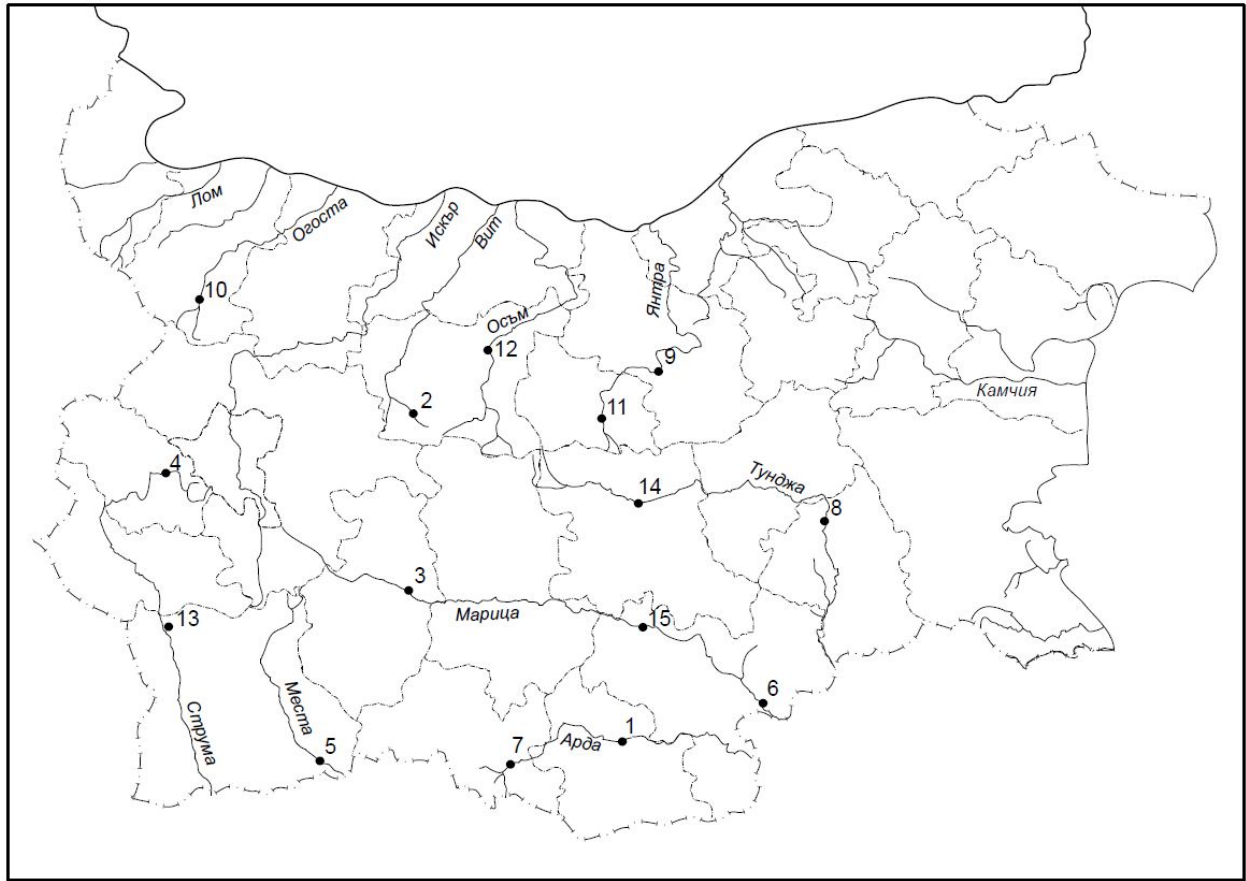 Лом
Огоста
Искър
Вит
Янтра
10
Осъм
12
9
Камчия
2
11
4
Тунджа
14
8
3
Марица
13
15
Места
6
Струма
5
7
Арда
1